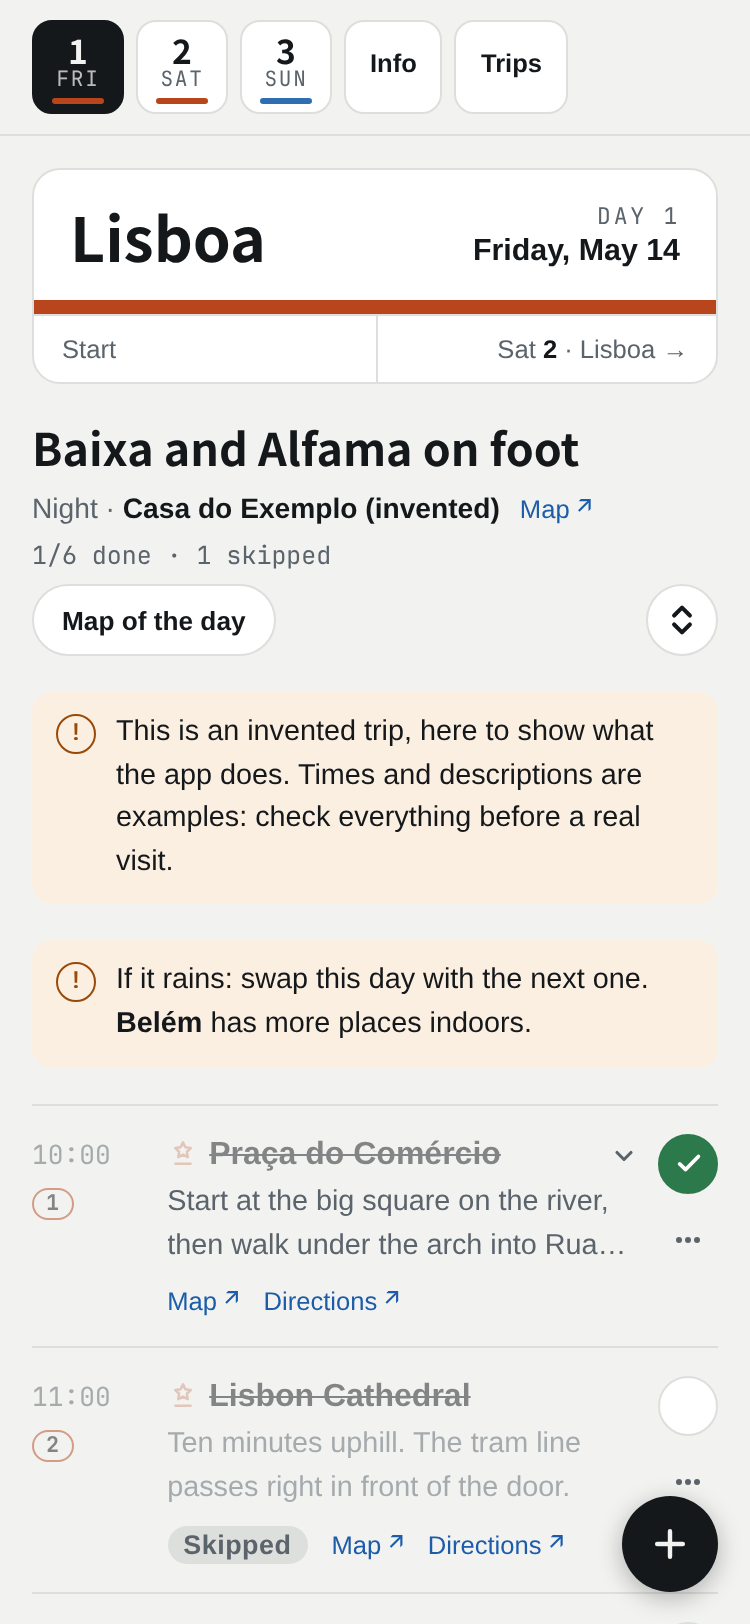 1
FRI
2
SAT
3
SUN
Info
Trips
Lisboa
DAY 1
Friday, May 14
Start
Sat 2 · Lisboa →
Baixa and Alfama on foot
Night · Casa do Exemplo (invented) Map
1/6 done · 1 skipped
Map of the day
! This is an invented trip, here to show what
the app does. Times and descriptions are
examples: check everything before a real
visit.
! If it rains: swap this day with the next one.
Belém has more places indoors.
10:00 Praça do Comércio
1 Start at the big square on the river,
then walk under the arch into Rua…
Map Directions
11:00 Lisbon Cathedral
2 Ten minutes uphill. The tram line
passes right in front of the door.
Skipped Map Directions